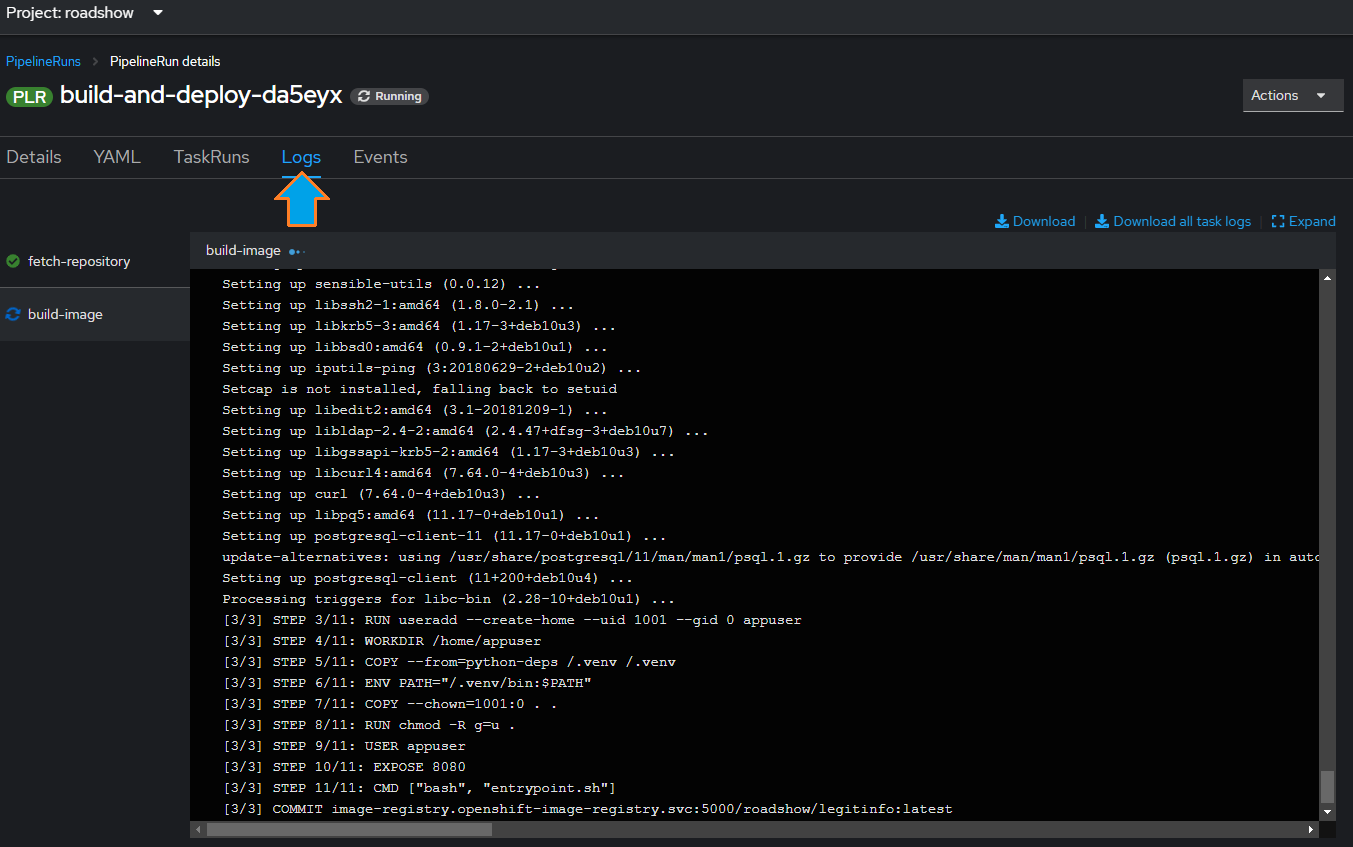 Project: roadshow
PipelineRuns > PipelineRun details
PLR build-and-deploy-da5eyx Running
Actions
Details YAML TaskRuns Logs Events
Download Download all task logs Expand
fetch-repository
build-image
build-image
Setting up sensible-utils (0.0.12) ...
Setting up libssh2-1:amd64 (1.8.0-2.1) ...
Setting up libkrb5-3:amd64 (1.17-3+deb10u3) ...
Setting up libbsd0:amd64 (0.9.1-2+deb10u1) ...
Setting up iputils-ping (3:20180629-2+deb10u2) ...
Setcap is not installed, falling back to setuid
Setting up libedit2:amd64 (3.1-20181209-1) ...
Setting up libldap-2.4-2:amd64 (2.4.47+dfsg-3+deb10u7) ...
Setting up libgssapi-krb5-2:amd64 (1.17-3+deb10u3) ...
Setting up libcurl4:amd64 (7.64.0-4+deb10u3) ...
Setting up curl (7.64.0-4+deb10u3) ...
Setting up libpq5:amd64 (11.17-0+deb10u1) ...
Setting up postgresql-client-11 (11.17-0+deb10u1) ...
update-alternatives: using /usr/share/postgresql/11/man/man1/psql.1.gz to provide /usr/share/man/man1/psql.1.gz (psql.1.gz) in auto
Setting up postgresql-client (11+200+deb10u4) ...
Processing triggers for libc-bin (2.28-10+deb10u1) ...
[3/3] STEP 3/11: RUN useradd --create-home --uid 1001 --gid 0 appuser
[3/3] STEP 4/11: WORKDIR /home/appuser
[3/3] STEP 5/11: COPY --from=python-deps /.venv /.venv
[3/3] STEP 6/11: ENV PATH="/.venv/bin:$PATH"
[3/3] STEP 7/11: COPY --chown=1001:0 . .
[3/3] STEP 8/11: RUN chmod -R g=u .
[3/3] STEP 9/11: USER appuser
[3/3] STEP 10/11: EXPOSE 8080
[3/3] STEP 11/11: CMD ["bash", "entrypoint.sh"]
[3/3] COMMIT image-registry.openshift-image-registry.svc:5000/roadshow/legitinfo:latest